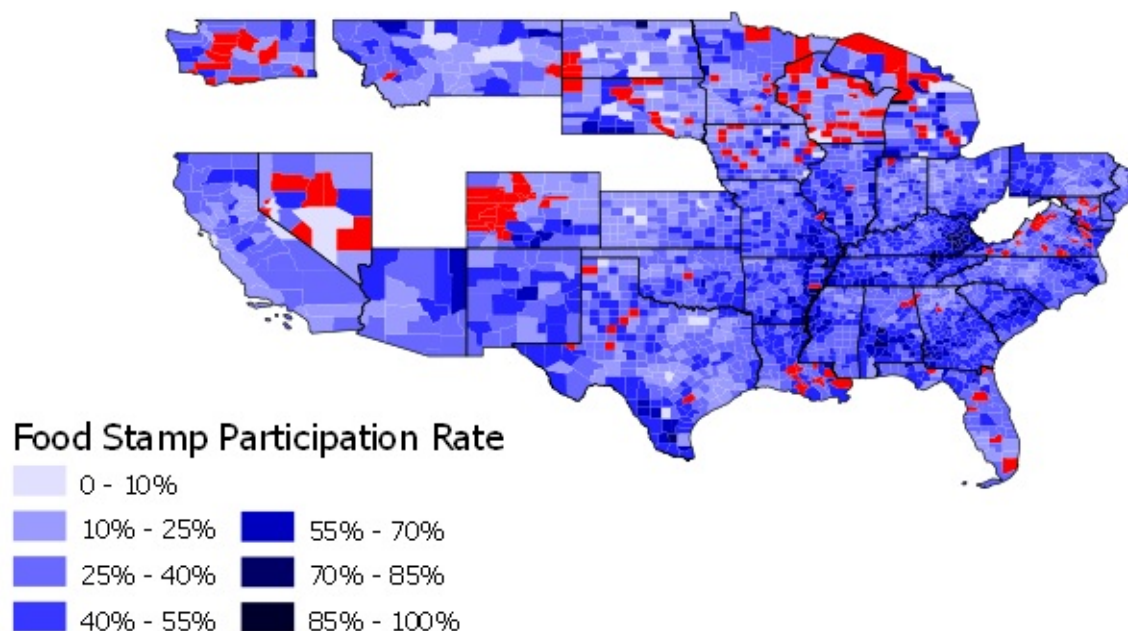 Food Stamp Participation Rate
0 - 10%
10% - 25%
55% - 70%
25% - 40%
70% - 85%
40% - 55%
85% - 100%